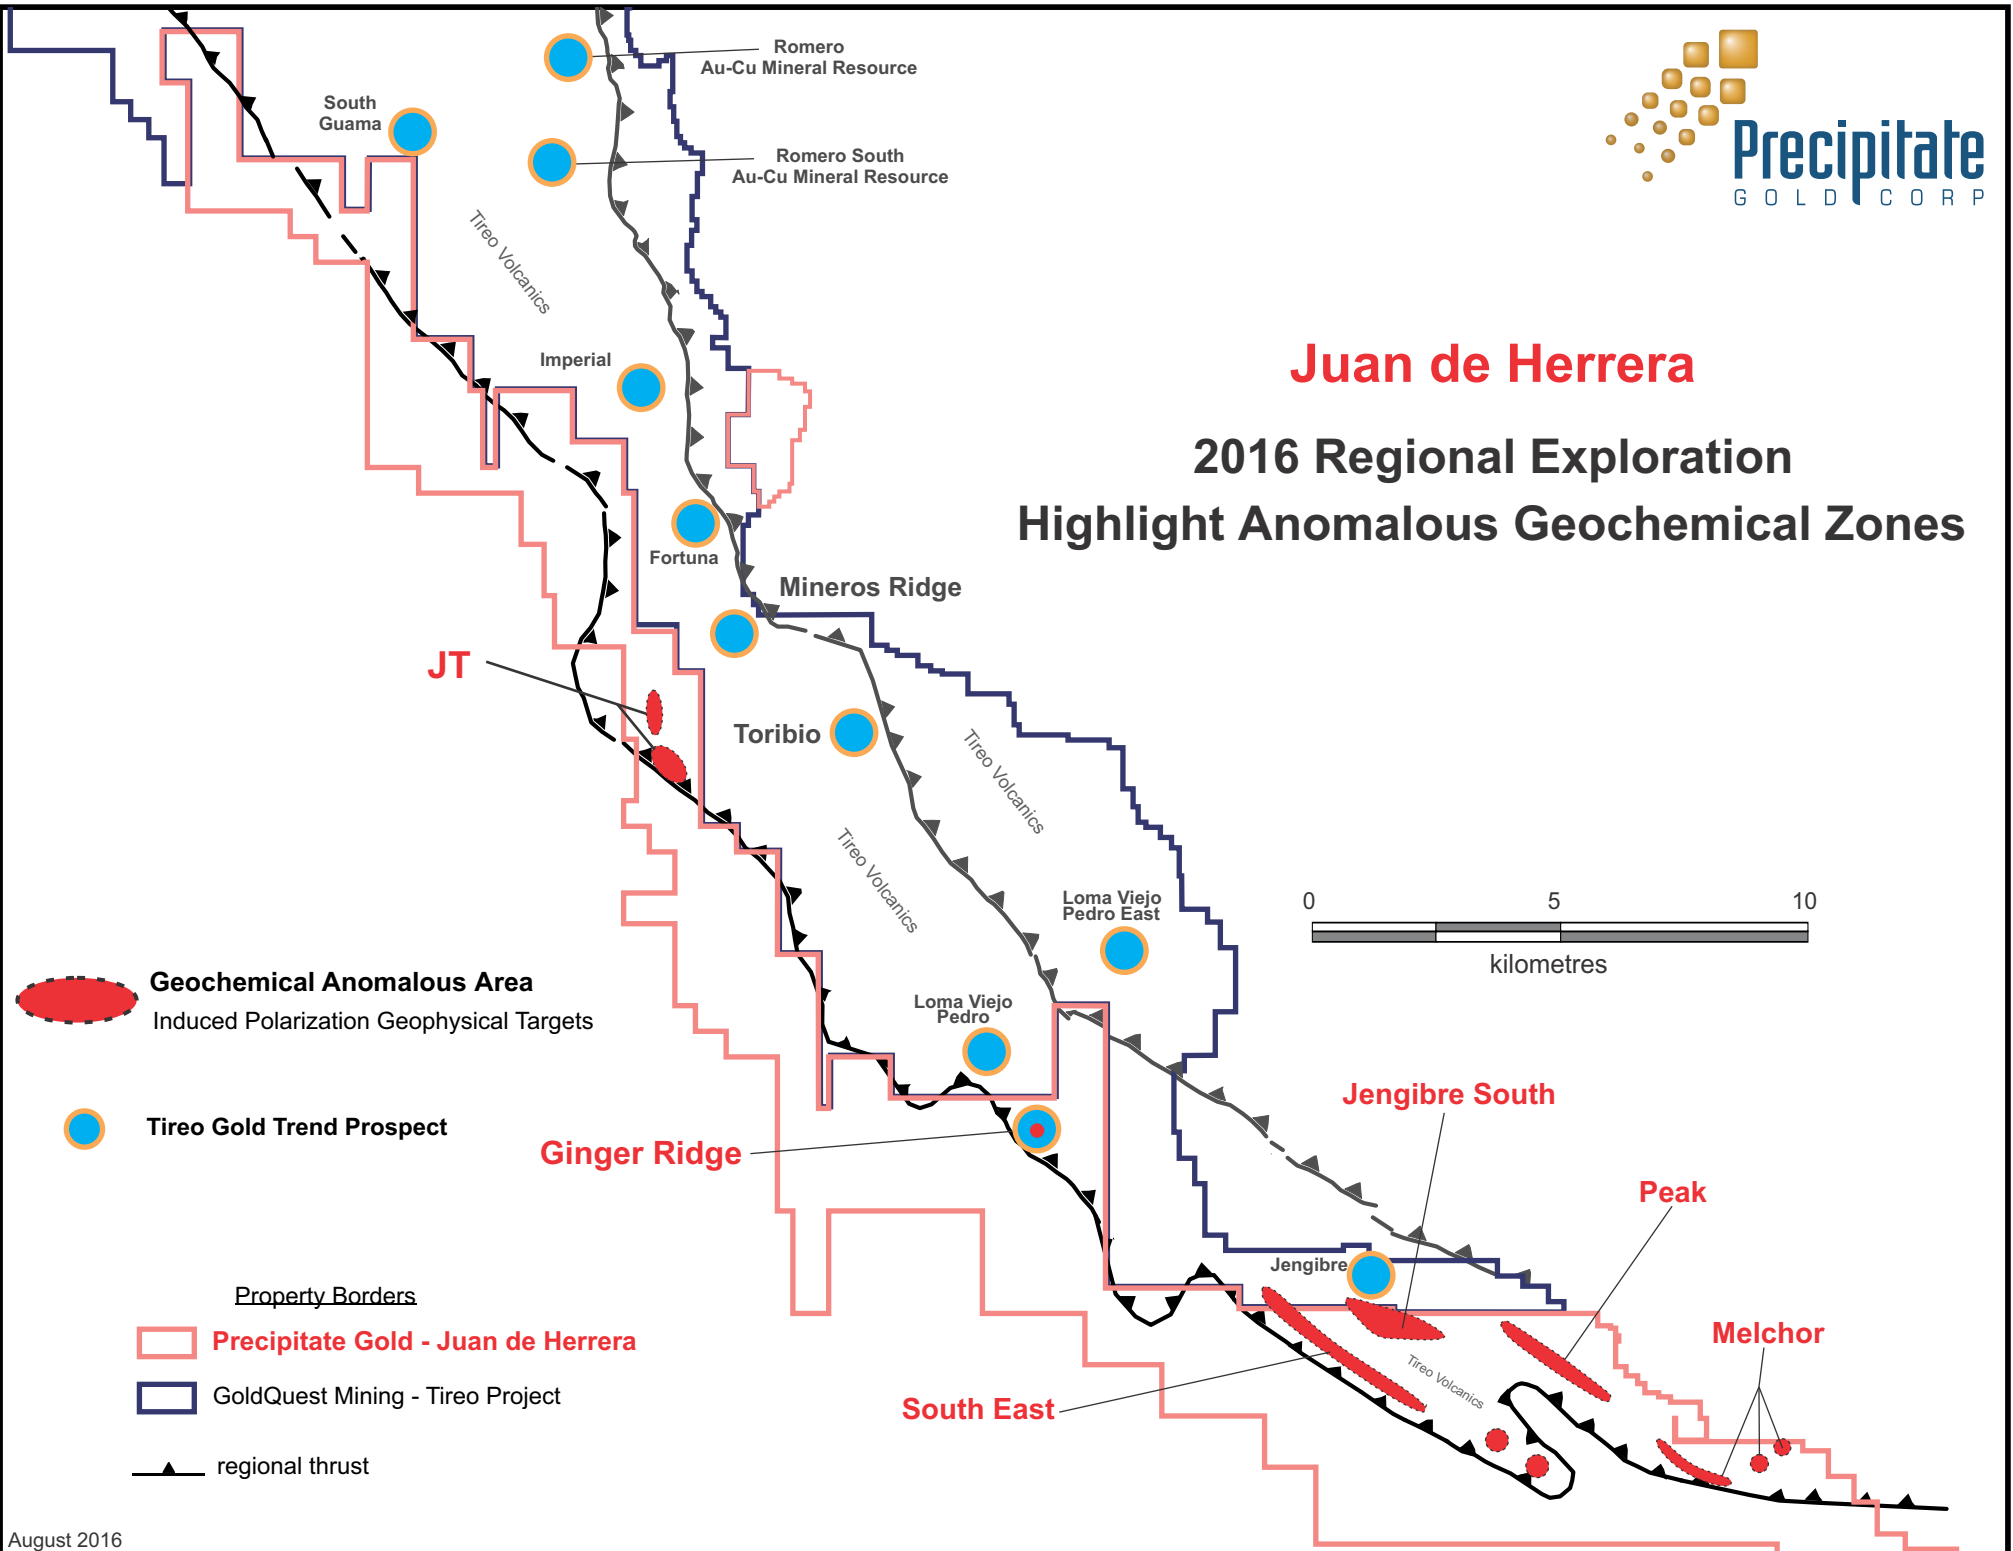 Romero
Au-Cu Mineral Resource
South
Guama
Romero South
Au-Cu Mineral Resource
Precipitate
GOLD CORP
Tireo Volcanics
Imperial
Juan de Herrera
2016 Regional Exploration
Highlight Anomalous Geochemical Zones
Fortuna
Mineros Ridge
JT
Toribio
Tireo Volcanics
Tireo Volcanics
Loma Viejo
Pedro East
0 5 10
kilometres
Geochemical Anomalous Area
Induced Polarization Geophysical Targets
Loma Viejo
Pedro
Jengibre South
Tireo Gold Trend Prospect
Ginger Ridge
Peak
Jengibre
Property Borders
Precipitate Gold - Juan de Herrera
Melchor
Tireo Volcanics
GoldQuest Mining - Tireo Project
South East
regional thrust
August 2016